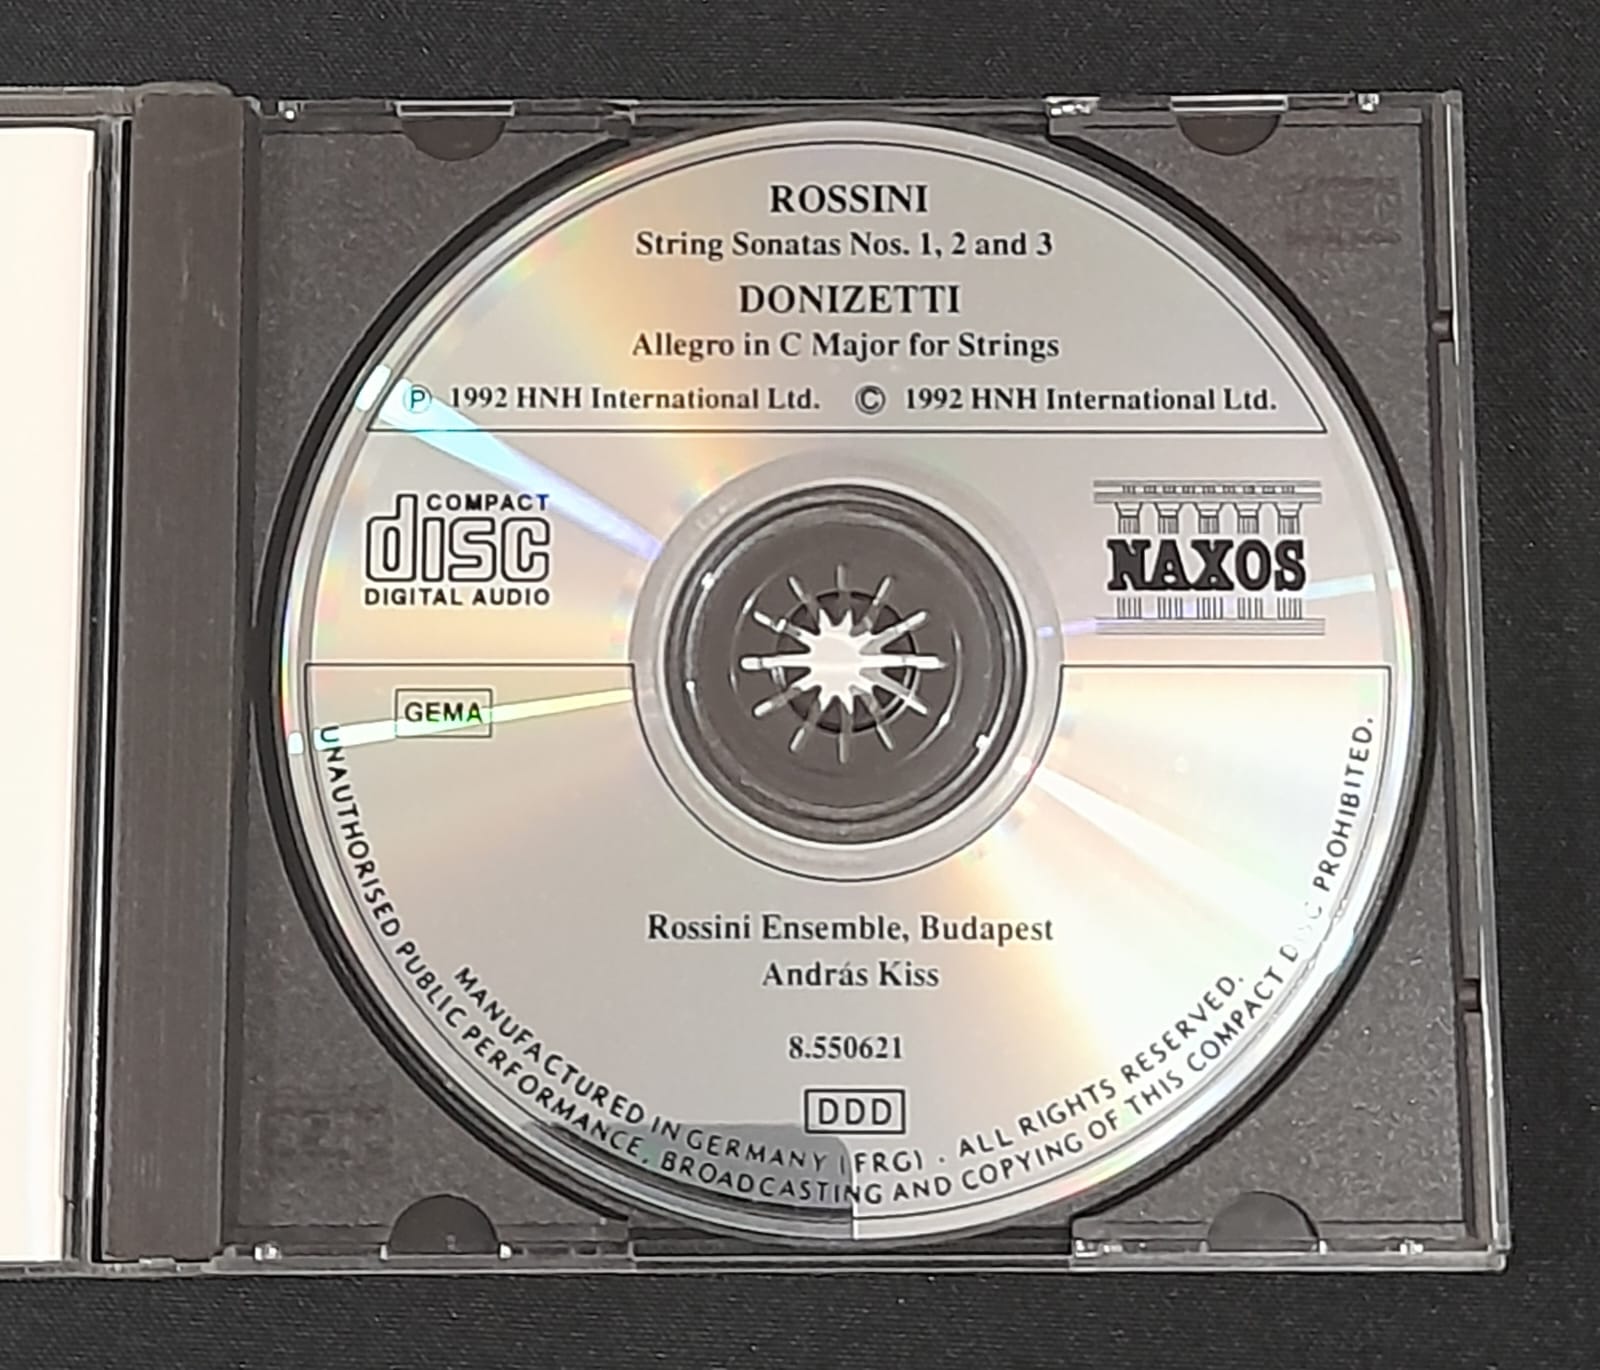 ROSSINI
String Sonatas Nos. 1, 2 and 3
DONIZETTI
Allegro in C Major for Strings
Ⓟ 1992 HNH International Ltd. © 1992 HNH International Ltd.
COMPACT
disc
DIGITAL AUDIO
NAXOS
GEMA
Rossini Ensemble, Budapest
András Kiss
8.550621
DDD
MANUFACTURED IN GERMANY (FRG) . ALL RIGHTS RESERVED.
UNAUTHORISED PUBLIC PERFORMANCE, BROADCASTING AND COPYING OF THIS COMPACT DISC PROHIBITED.